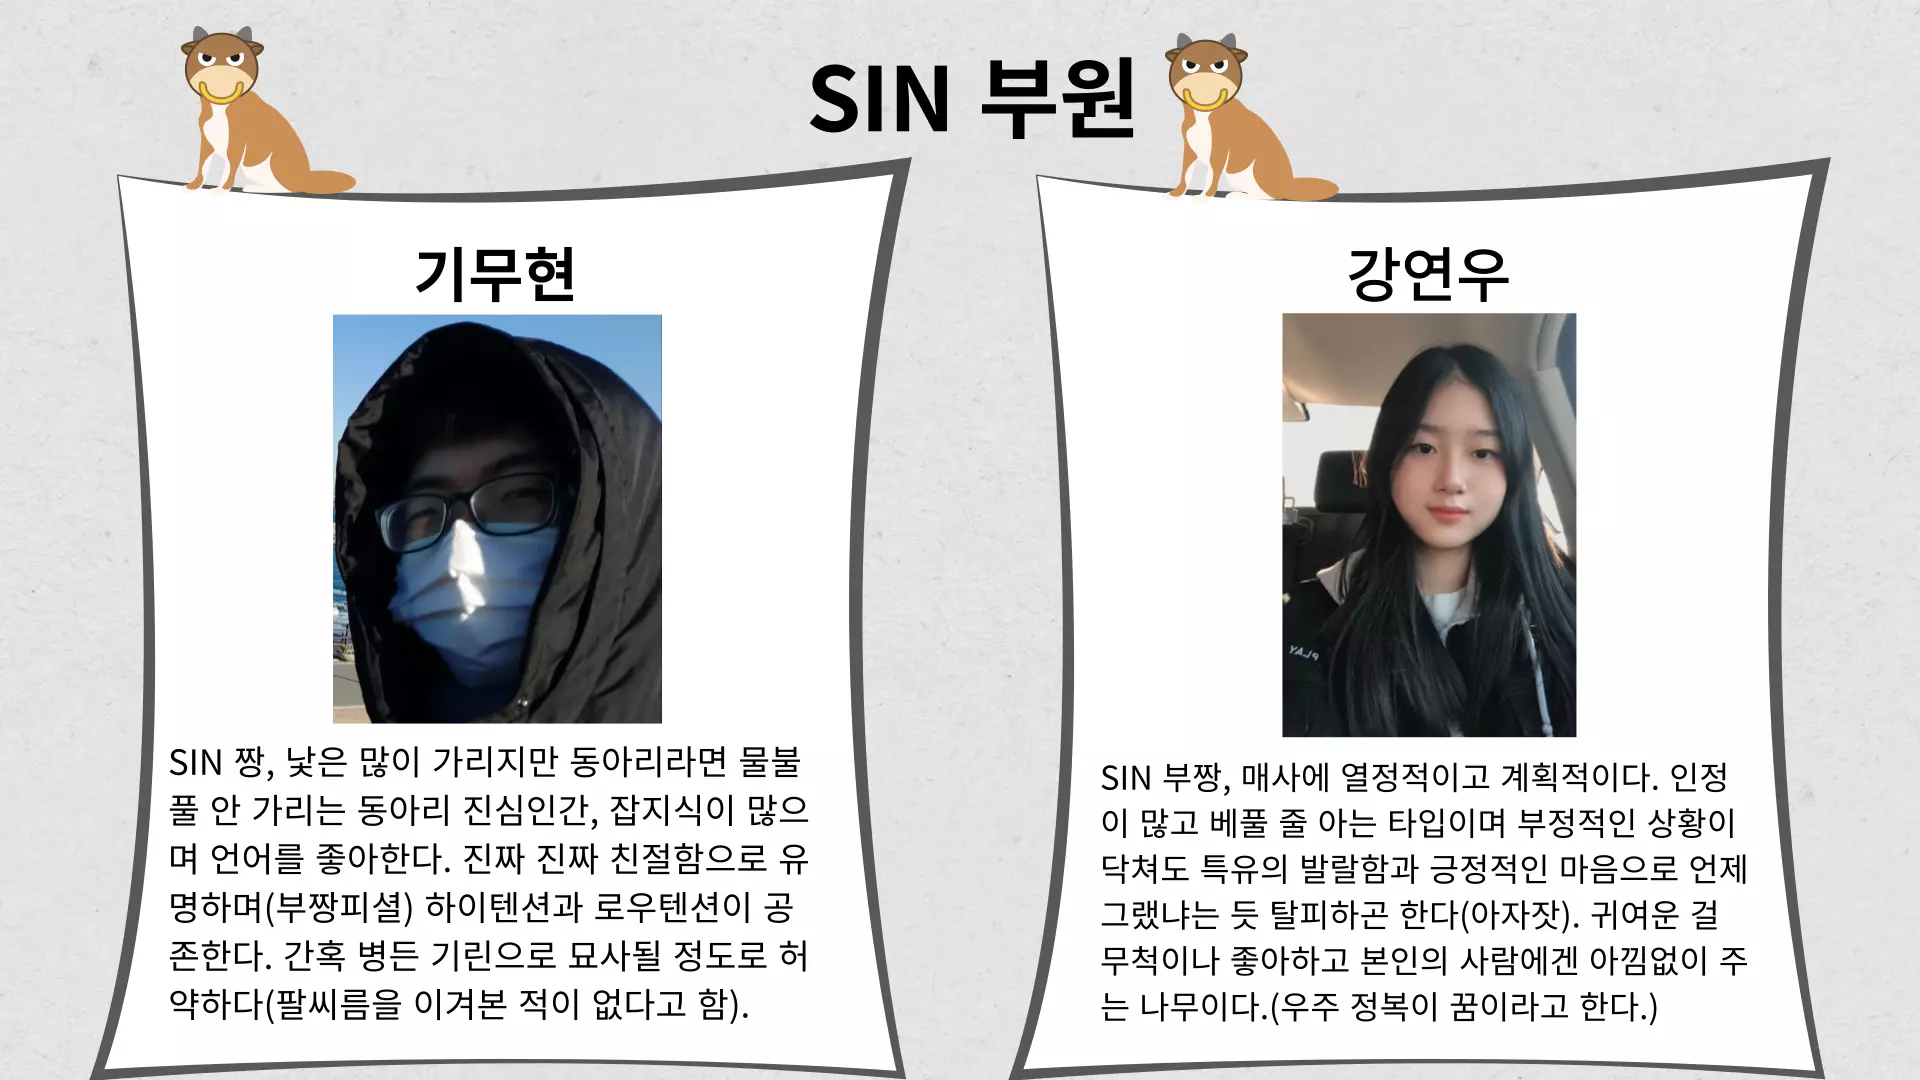 SIN 부원
기무현
SIN 짱, 낯은 많이 가리지만 동아리라면 물불
풀 안 가리는 동아리 진심인간, 잡지식이 많으
며 언어를 좋아한다. 진짜 진짜 친절함으로 유
명하며(부짱피셜) 하이텐션과 로우텐션이 공
존한다. 간혹 병든 기린으로 묘사될 정도로 허
약하다(팔씨름을 이겨본 적이 없다고 함).
강연우
PLAY
SIN 부짱, 매사에 열정적이고 계획적이다. 인정
이 많고 베풀 줄 아는 타입이며 부정적인 상황이
닥쳐도 특유의 발랄함과 긍정적인 마음으로 언제
그랬냐는 듯 탈피하곤 한다(아자잣). 귀여운 걸
무척이나 좋아하고 본인의 사람에겐 아낌없이 주
는 나무이다.(우주 정복이 꿈이라고 한다.)